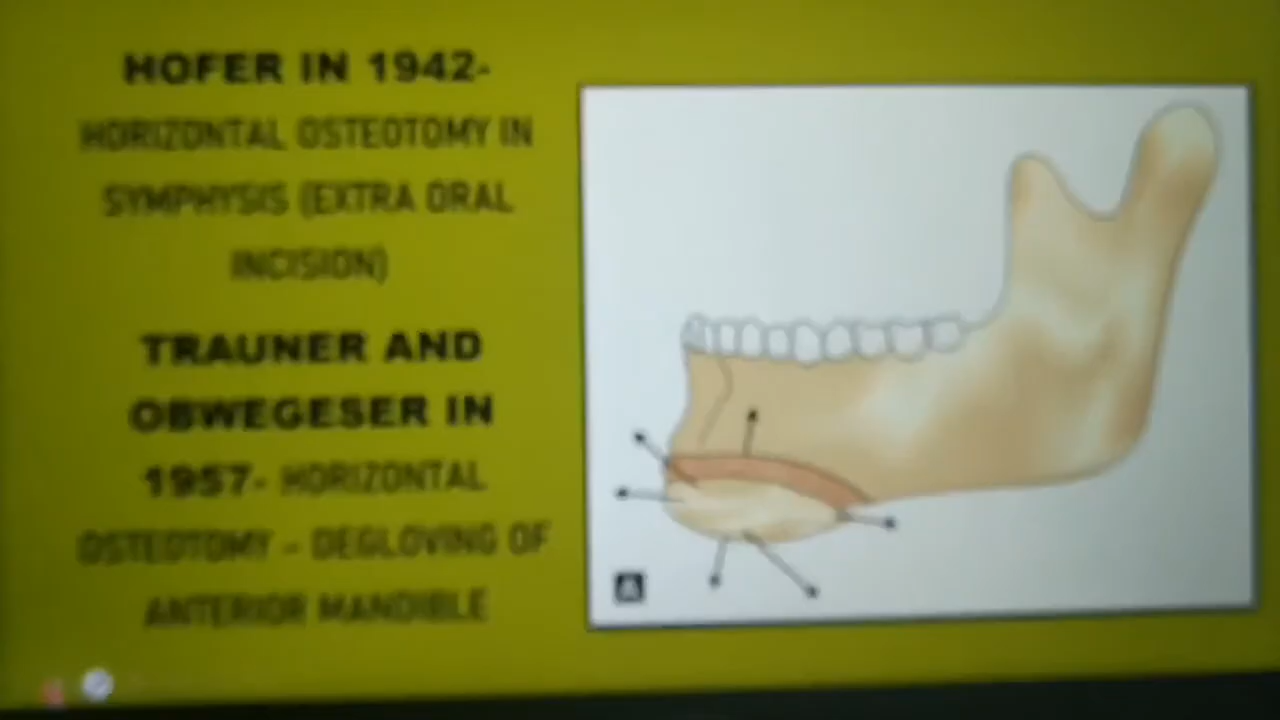 HOFER IN 1942-
HORIZONTAL OSTEOTOMY IN
SYMPHYSIS (EXTRA ORAL
INCISION)
TRAUNER AND
OBWEGESER IN
1957- HORIZONTAL
OSTEOTOMY - DEGLOVING OF
ANTERIOR MANDIBLE
A